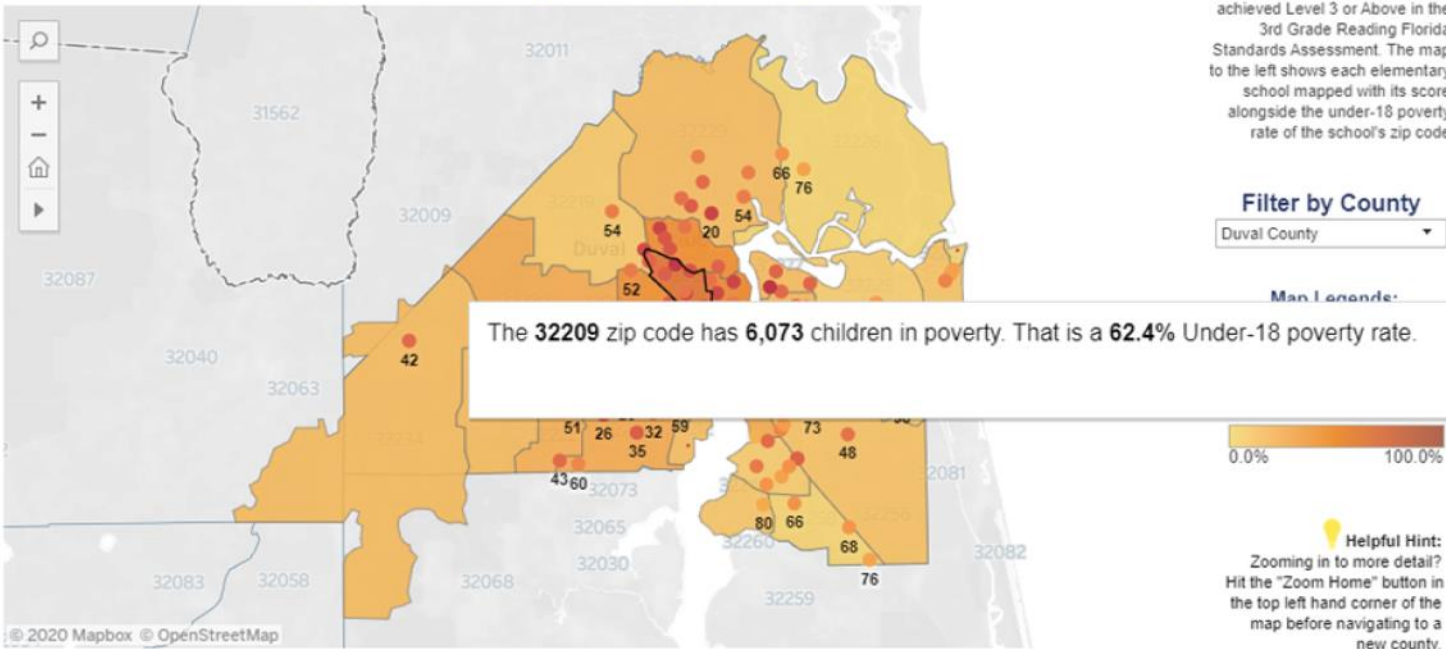 32011
31562
32229
32226
66
76
32009
32219
54
54
20
Duval
32087
52
The 32209 zip code has 6,073 children in poverty. That is a 62.4% Under-18 poverty rate.
32040
42
32063
32234
51
26
32
59
35
73
48
43
60
32073
32081
32065
80
66
32260
68
32256
32030
32082
76
32083
32058
32068
32259
© 2020 Mapbox © OpenStreetMap
achieved Level 3 or Above in the
3rd Grade Reading Florida
Standards Assessment. The map
to the left shows each elementary
school mapped with its score
alongside the under-18 poverty
rate of the school's zip code
Filter by County
Duval County
Map Legends:
0.0%
100.0%
Helpful Hint:
Zooming in to more detail?
Hit the "Zoom Home" button in
the top left hand corner of the
map before navigating to a
new county.